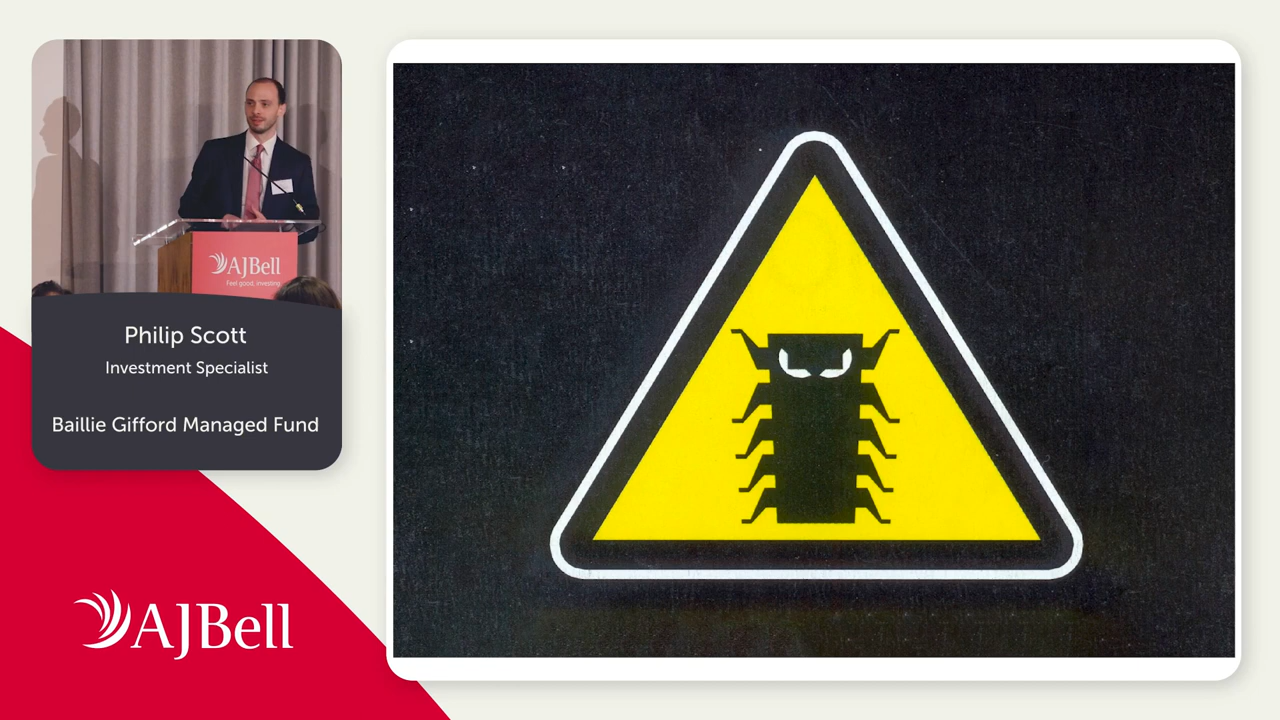 AJBell
Feel good, investing.
Philip Scott
Investment Specialist
Baillie Gifford Managed Fund
AJBell